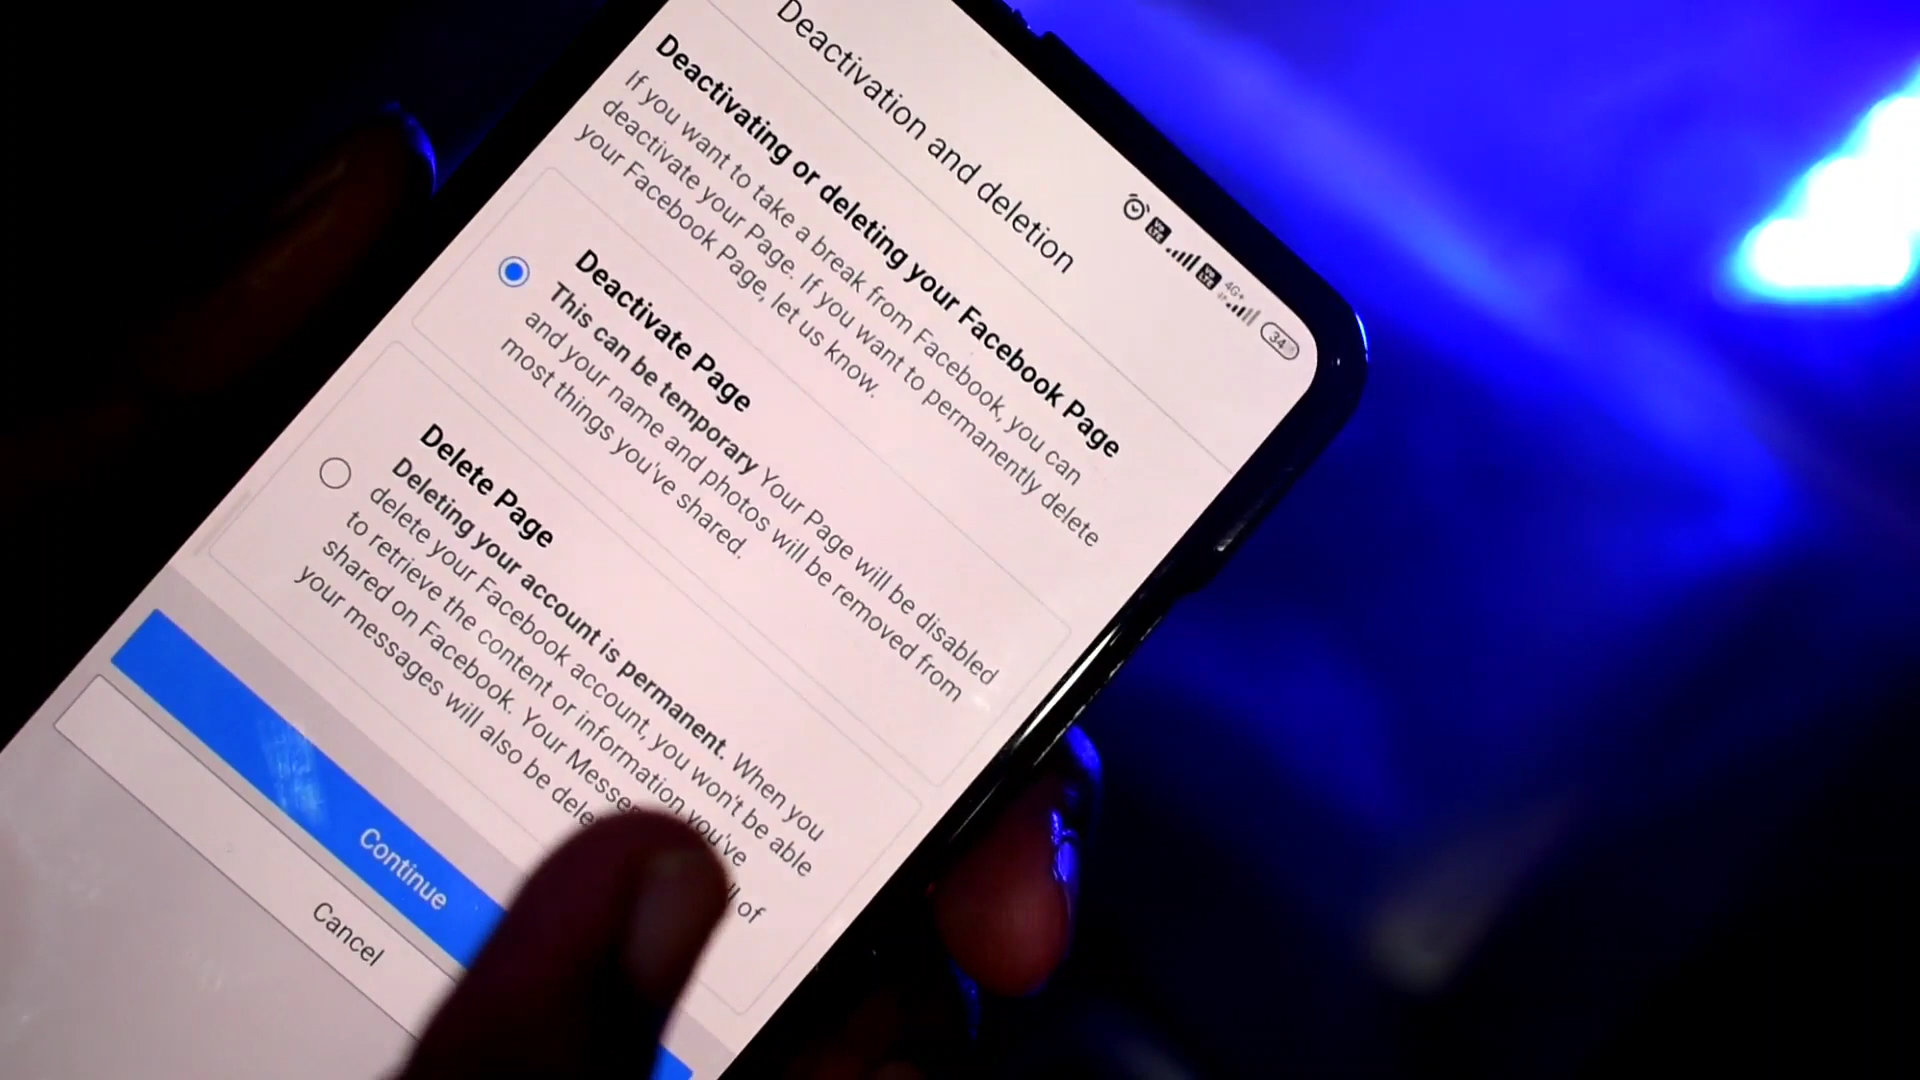 Deactivation and deletion
4G+
34
Deactivating or deleting your Facebook Page
If you want to take a break from Facebook, you can
deactivate your Page. If you want to permanently delete
your Facebook Page, let us know.
Deactivate Page
This can be temporary Your Page will be disabled
and your name and photos will be removed from
most things you've shared.
Delete Page
Deleting your account is permanent. When you
delete your Facebook account, you won't be able
to retrieve the content or information you've
shared on Facebook. Your of
your messages will also be
Continue
Cancel